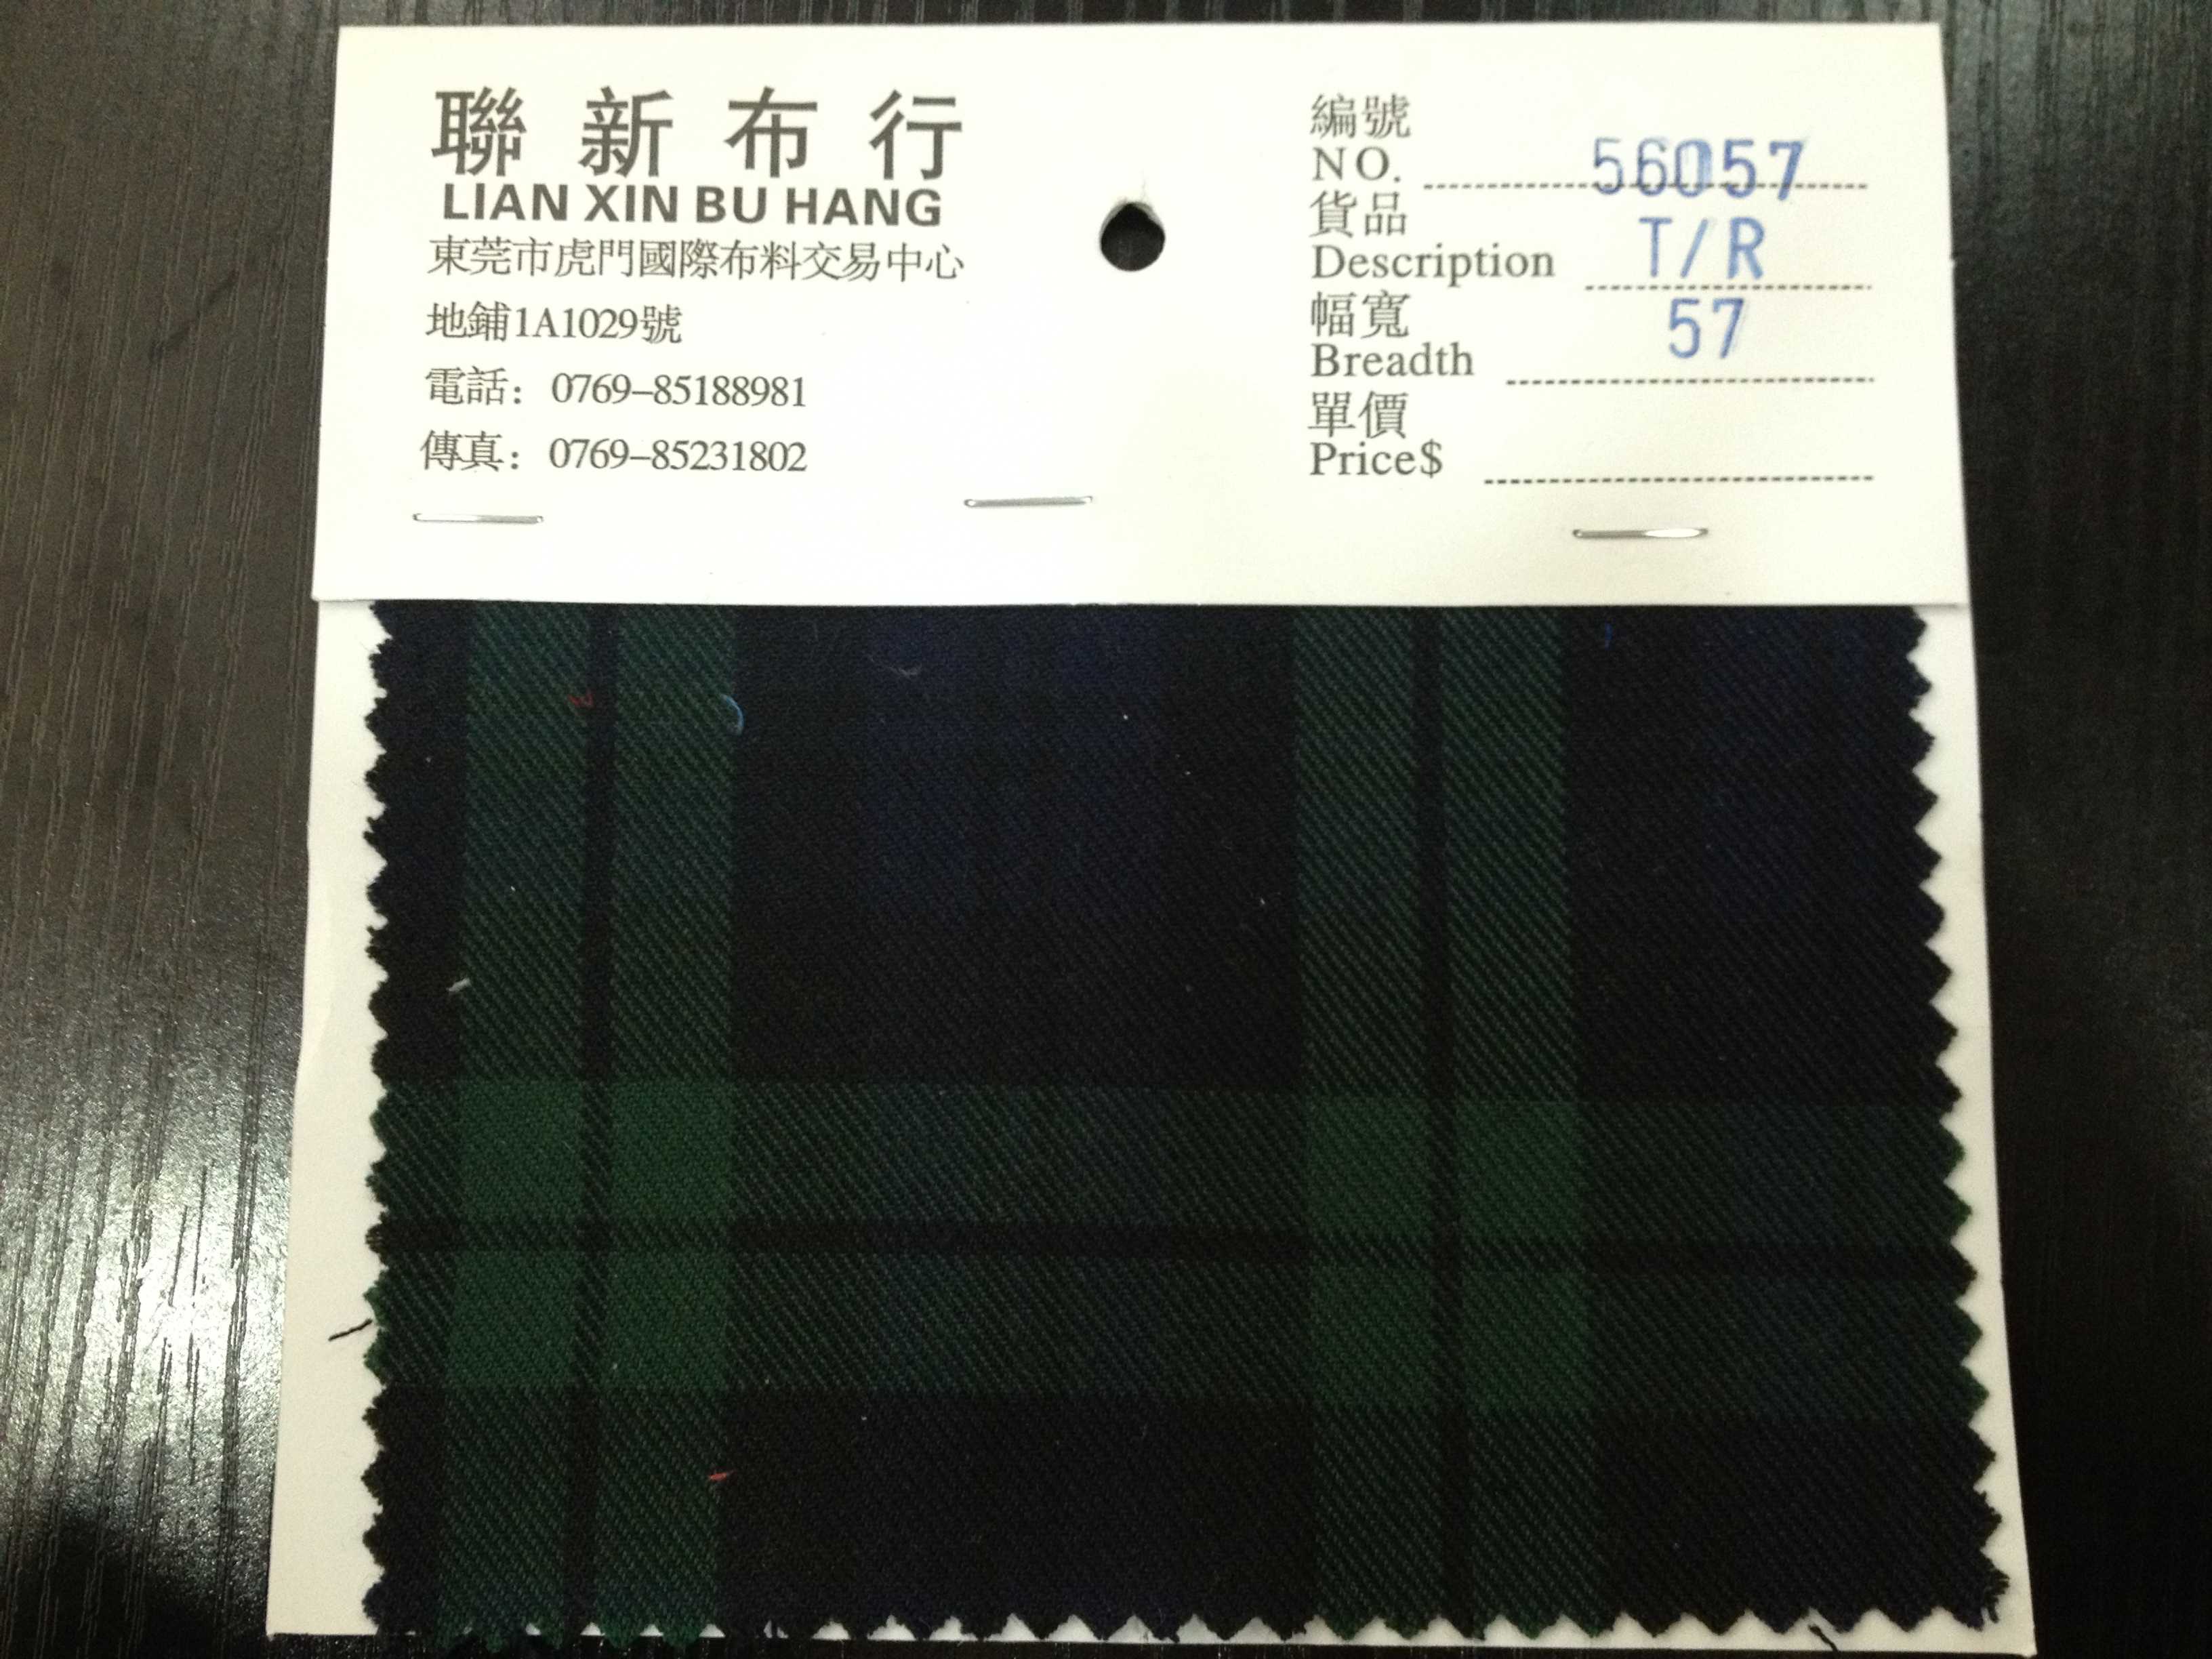 聯新布行
LIAN XIN BU HANG
東莞市虎門國際布料交易中心
地鋪1A1029號
電話：0769-85188981
傳真：0769-85231802
編號
NO. 56057
貨品
Description T/R
幅寬
Breadth 57
單價
Price$